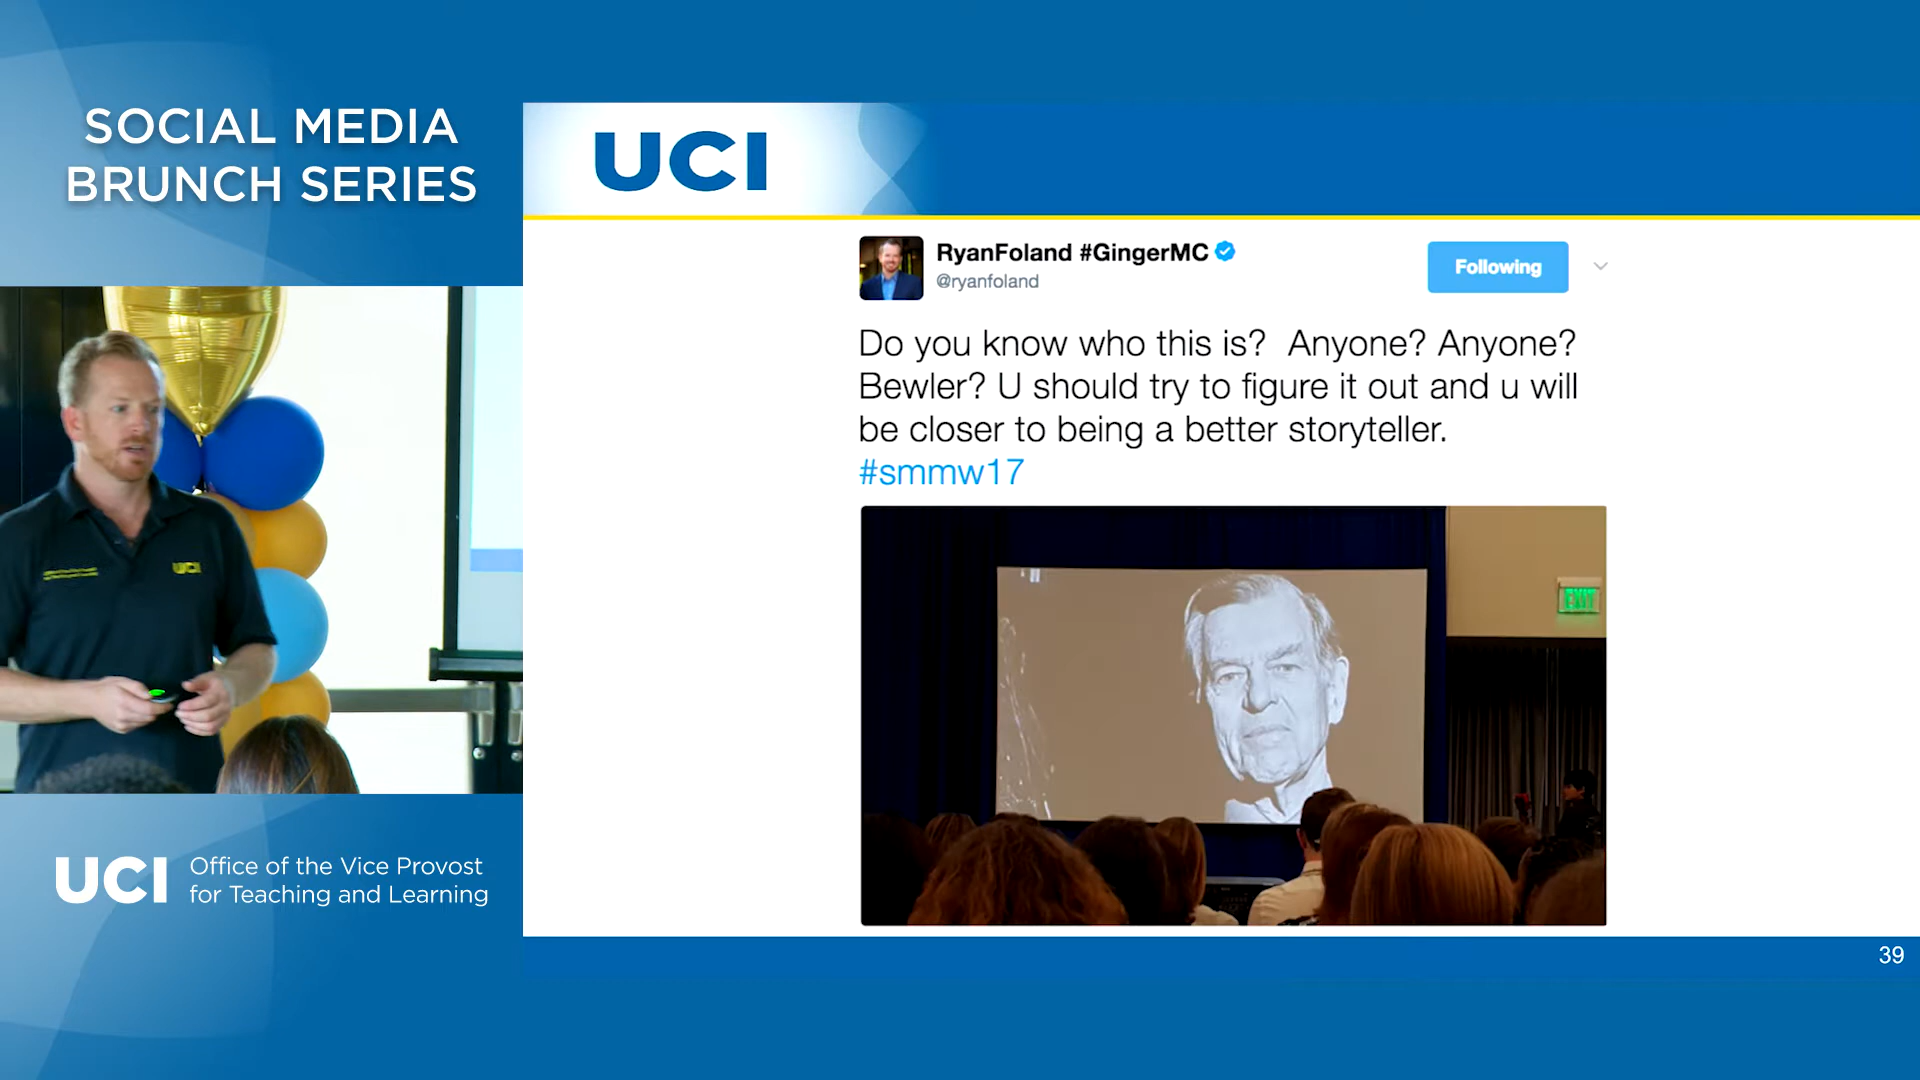 SOCIAL MEDIA
BRUNCH SERIES
UCI
UCI
Office of the Vice Provost
for Teaching and Learning
UCI
RyanFoland #GingerMC
@ryanfoland
Following
Do you know who this is?  Anyone? Anyone?
Bewler? U should try to figure it out and u will
be closer to being a better storyteller.
#smmw17
EXIT
39